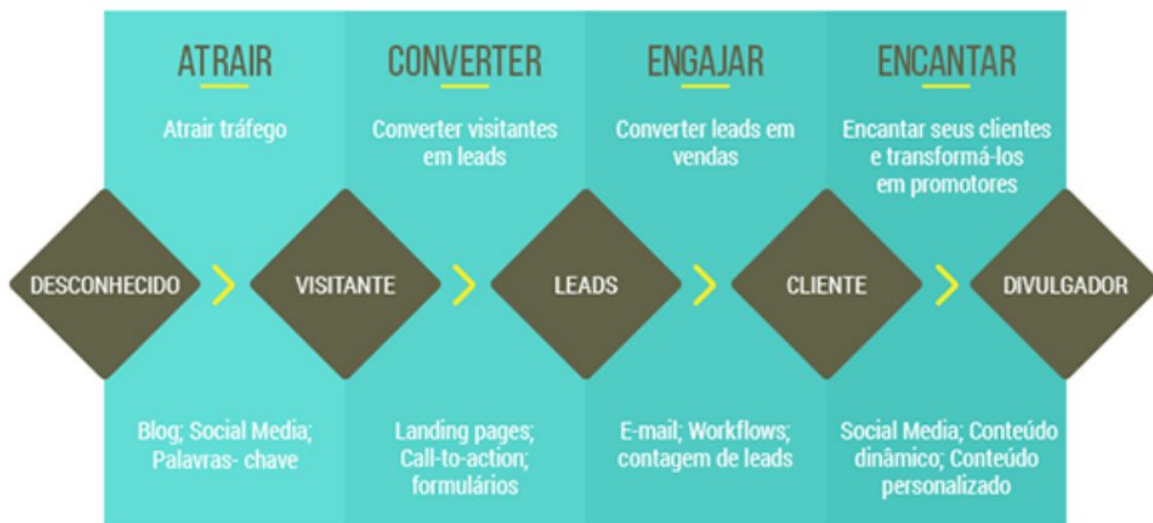 ATRAIR
Atrair tráfego
CONVERTER
Converter visitantes
em leads
ENGAJAR
Converter leads em
vendas
ENCANTAR
Encantar seus clientes
e transformá-los
em promotores
DESCONHECIDO
VISITANTE
LEADS
CLIENTE
DIVULGADOR
Blog; Social Media;
Palavras- chave
Landing pages;
Call-to-action;
formulários
E-mail; Workflows;
contagem de leads
Social Media; Conteúdo
dinâmico; Conteúdo
personalizado